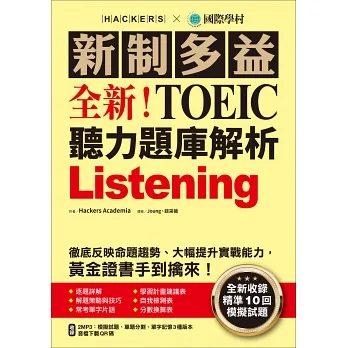 HACKERS × 國際學村
新制多益
全新！TOEIC
聽力題庫解析
Listening
作者 Hackers Academia 譯者 Joung・韻采薇
徹底反映命題趨勢、大幅提升實戰能力，
黃金證書手到擒來！
★逐題詳解 ★學習計畫建議表
★解題策略與技巧 ★自我檢測表
★常考單字片語 ★分數換算表
全新收錄
精準10回
模擬試題
2MP3：模擬試題、單題分割、單字記憶3種版本
音檔下載QR碼